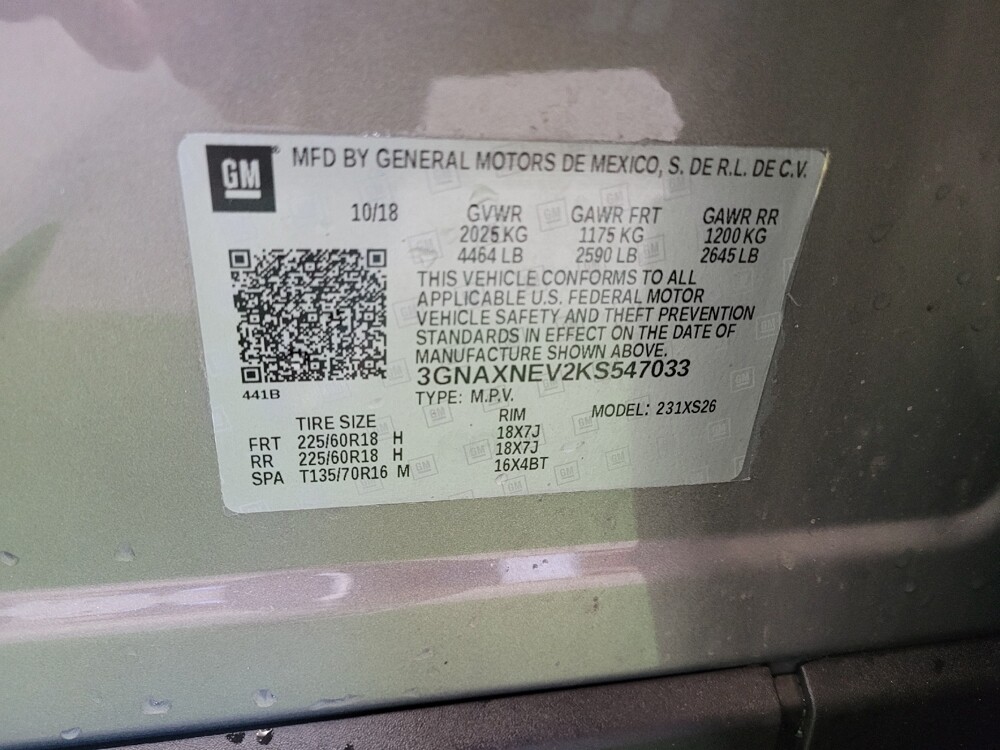 GM® MFD BY GENERAL MOTORS DE MEXICO, S. DE R.L. DE C.V.
10/18 GVWR GAWR FRT GAWR RR
2025 KG 1175 KG 1200 KG
4464 LB 2590 LB 2645 LB
THIS VEHICLE CONFORMS TO ALL
APPLICABLE U.S. FEDERAL MOTOR
VEHICLE SAFETY AND THEFT PREVENTION
STANDARDS IN EFFECT ON THE DATE OF
MANUFACTURE SHOWN ABOVE.
3GNAXNEV2KS547033
441B
TYPE: M.P.V. MODEL: 231XS26
TIRE SIZE RIM
FRT 225/60R18 H 18X7J
RR 225/60R18 H 18X7J
SPA T135/70R16 M 16X4BT